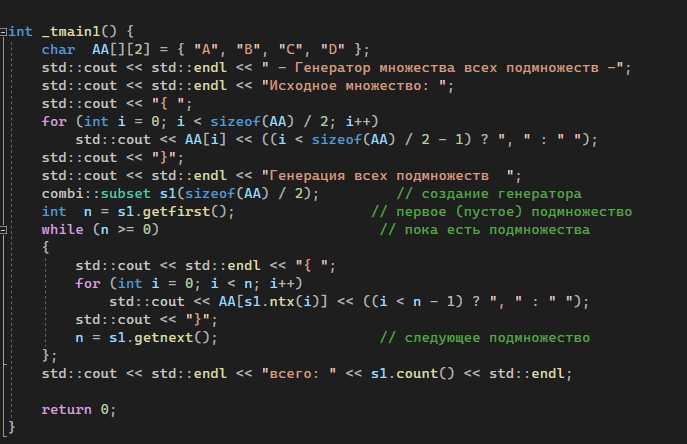 int _tmain1() {
    char  AA[][2] = { "A", "B", "C", "D" };
    std::cout << std::endl << " - Генератор множества всех подмножеств -";
    std::cout << std::endl << "Исходное множество: ";
    std::cout << "{ ";
    for (int i = 0; i < sizeof(AA) / 2; i++)
        std::cout << AA[i] << ((i < sizeof(AA) / 2 - 1) ? ", " : " ");
    std::cout << "}";
    std::cout << std::endl << "Генерация всех подмножеств  ";
    combi::subset s1(sizeof(AA) / 2);         // создание генератора
    int  n = s1.getfirst();                // первое (пустое) подмножество
    while (n >= 0)                          // пока есть подмножества
    {
        std::cout << std::endl << "{ ";
        for (int i = 0; i < n; i++)
            std::cout << AA[s1.ntx(i)] << ((i < n - 1) ? ", " : " ");
        std::cout << "}";
        n = s1.getnext();                   // следующее подмножество
    };
    std::cout << std::endl << "всего: " << s1.count() << std::endl;

    return 0;
}